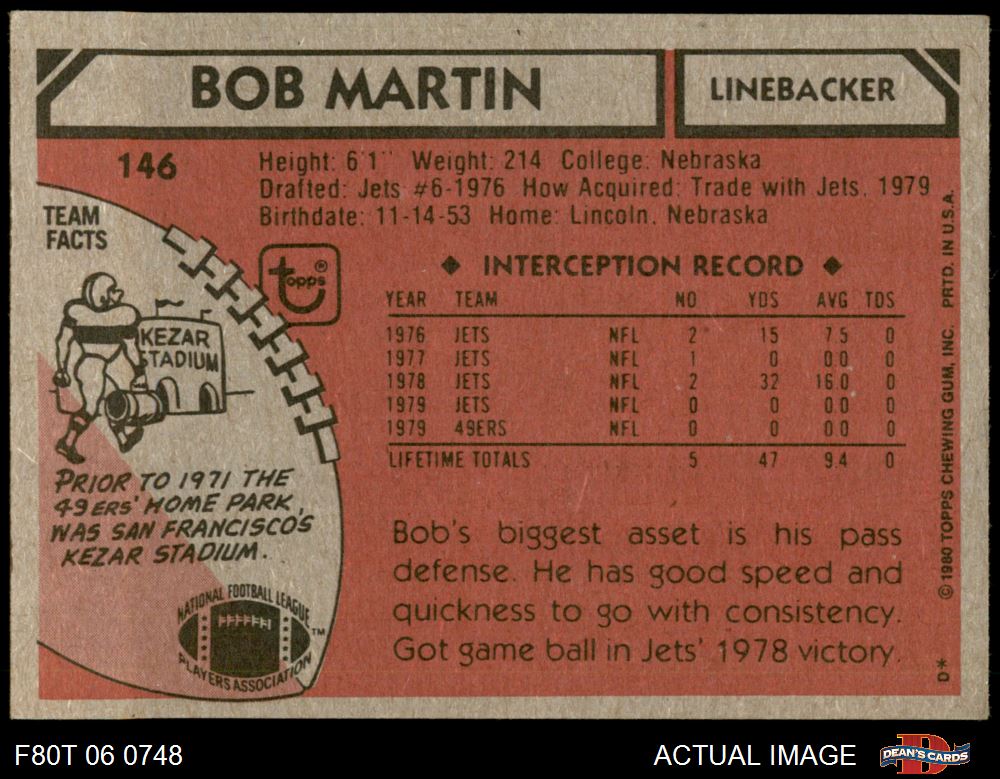 BOB MARTIN
LINEBACKER
146
Height: 6'1" Weight: 214 College: Nebraska
Drafted: Jets #6-1976 How Acquired: Trade with Jets, 1979
Birthdate: 11-14-53 Home: Lincoln, Nebraska
TEAM
FACTS
topps®
KEZAR
STADIUM
PRIOR TO 1971 THE
49ERS' HOME PARK,
WAS SAN FRANCISCO'S
KEZAR STADIUM.
NATIONAL FOOTBALL LEAGUE
PLAYERS ASSOCIATION
™
◆ INTERCEPTION RECORD ◆
YEAR TEAM NO YDS AVG TDS
1976 JETS NFL 2 15 7.5 0
1977 JETS NFL 1 0 0.0 0
1978 JETS NFL 2 32 16.0 0
1979 JETS NFL 0 0 0.0 0
1979 49ERS NFL 0 0 0.0 0
LIFETIME TOTALS 5 47 9.4 0
Bob's biggest asset is his pass
defense. He has good speed and
quickness to go with consistency.
Got game ball in Jets' 1978 victory.
© 1980 TOPPS CHEWING GUM, INC. PRTD. IN U.S.A.
D*
F80T 06 0748
ACTUAL IMAGE
D
DEAN'S CARDS